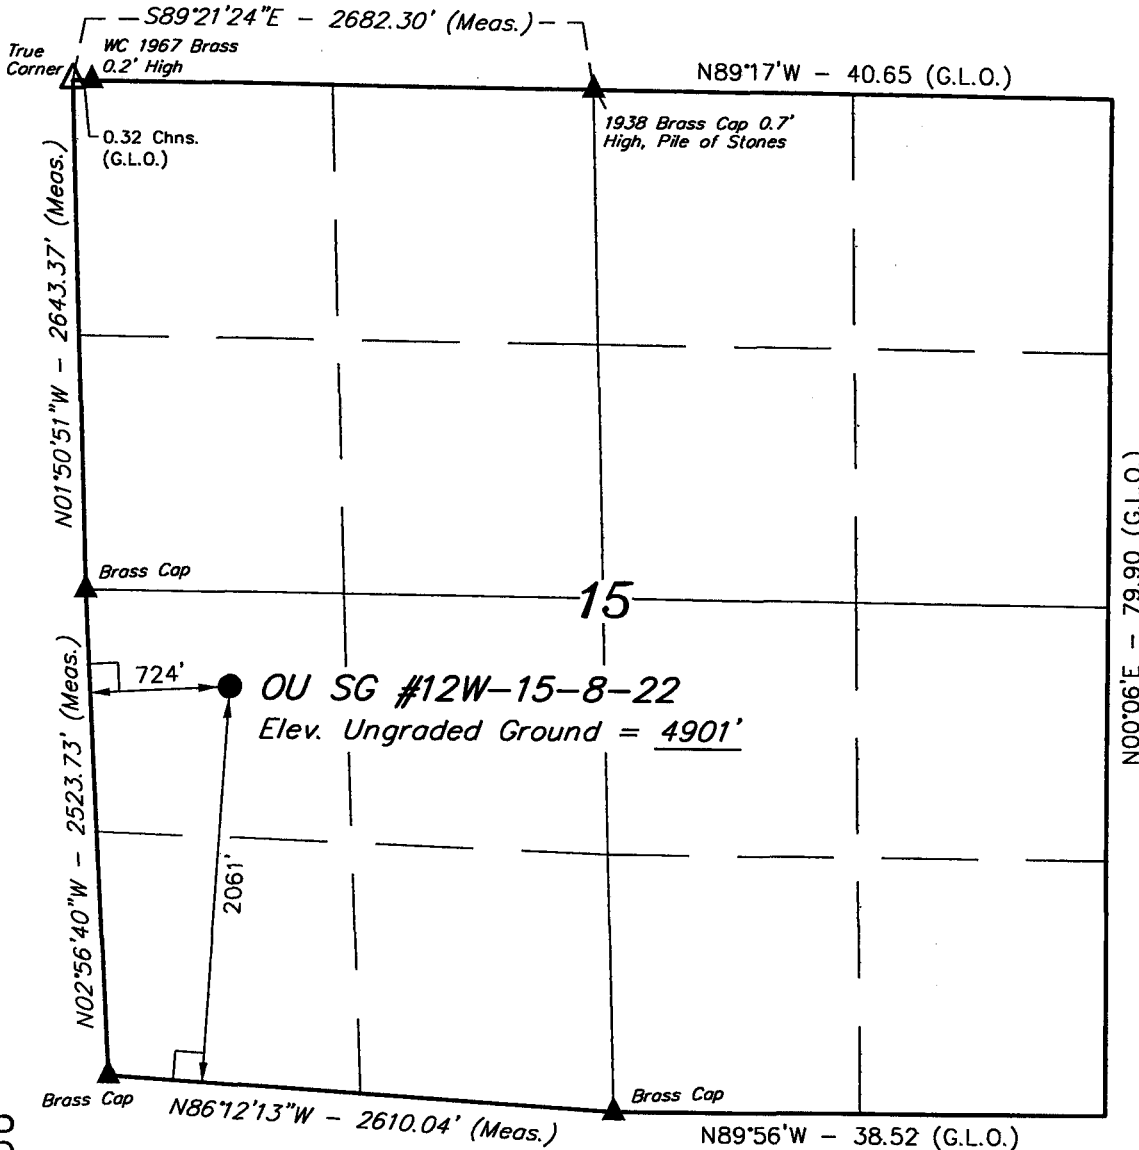 S89°21'24"E - 2682.30' (Meas.)
True
Corner
WC 1967 Brass
0.2' High
N89°17'W - 40.65 (G.L.O.)
0.32 Chns.
(G.L.O.)
1938 Brass Cap 0.7'
High, Pile of Stones
N01°50'51"W - 2643.37' (Meas.)
N00°06'E - 79.90 (G.L.O.)
Brass Cap
15
724'
OU SG #12W-15-8-22
Elev. Ungraded Ground = 4901'
N02°56'40"W - 2523.73' (Meas.)
2061'
Brass Cap
Brass Cap
N86°12'13"W - 2610.04' (Meas.)
N89°56'W - 38.52 (G.L.O.)